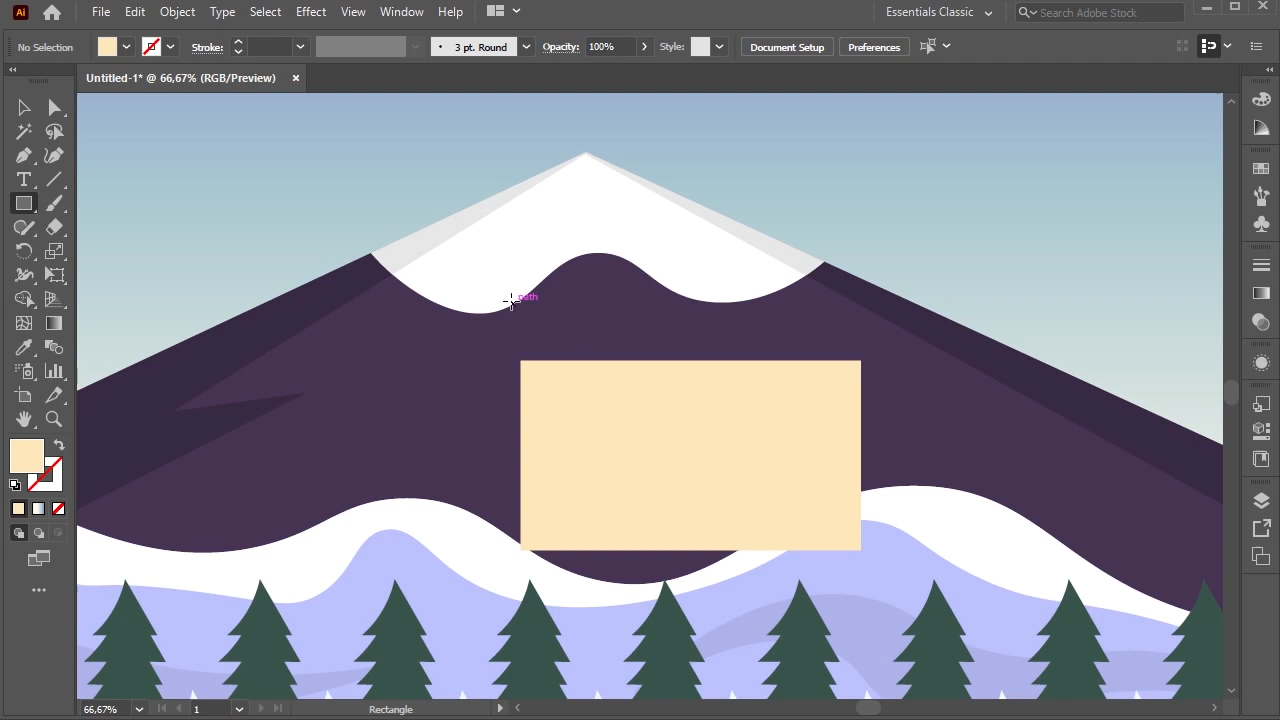 Ai File Edit Object Type Select Effect View Window Help Essentials Classic Search Adobe Stock
No Selection Stroke: 3 pt. Round Opacity: 100% Style: Document Setup Preferences
Untitled-1* @ 66,67% (RGB/Preview)
path
66,67% 1 Rectangle